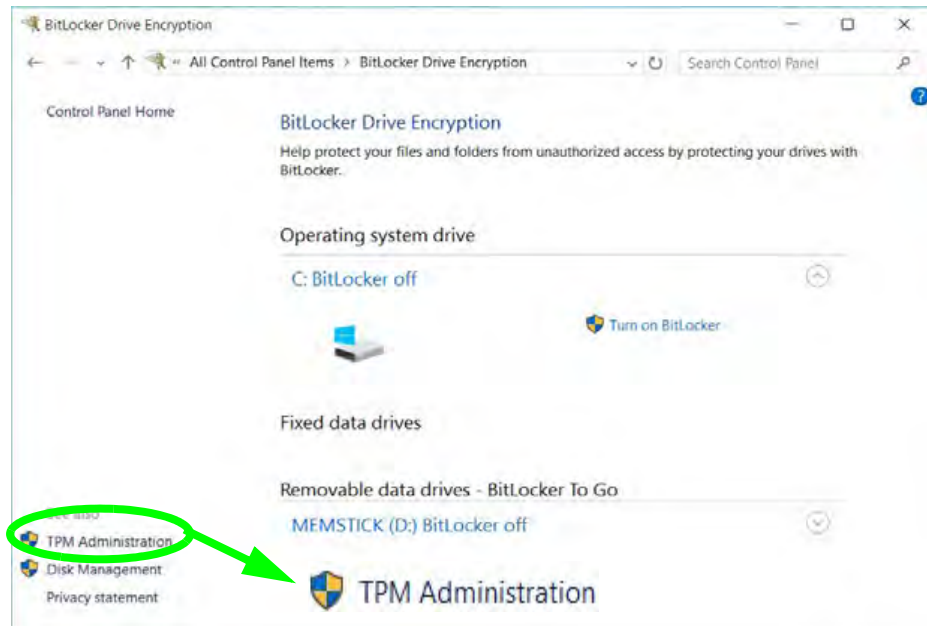 BitLocker Drive Encryption
« All Control Panel Items > BitLocker Drive Encryption
Search Control Panel
Control Panel Home
BitLocker Drive Encryption
Help protect your files and folders from unauthorized access by protecting your drives with
BitLocker.
Operating system drive
C: BitLocker off
Turn on BitLocker
Fixed data drives
Removable data drives - BitLocker To Go
MEMSTICK (D:) BitLocker off
See also
TPM Administration
Disk Management
Privacy statement
TPM Administration